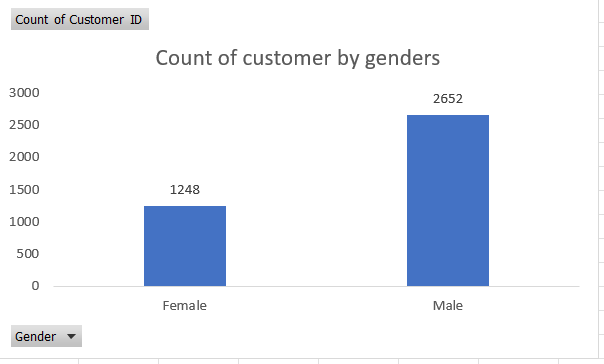 Count of Customer ID
Count of customer by genders
3000
2500
2000
1500
1000
500
0
1248
2652
Female
Male
Gender